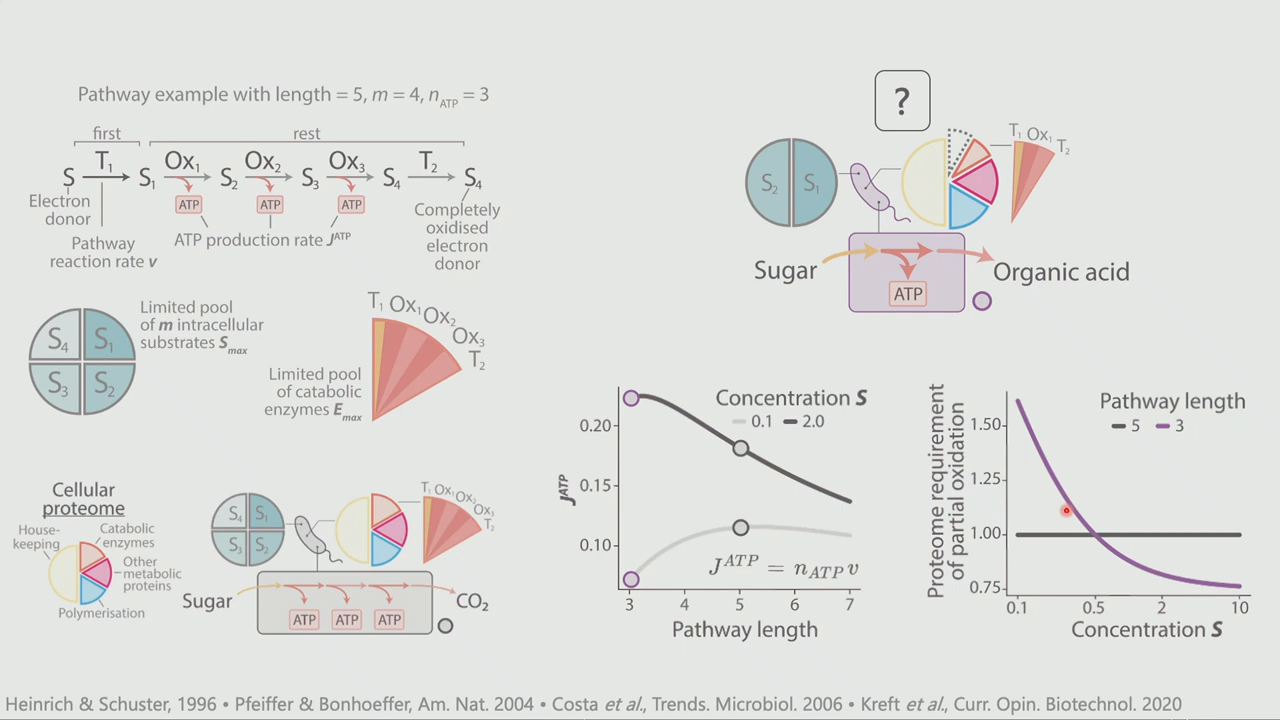 Pathway example with length = 5, m = 4, nATP = 3
first
rest
S T1 S1 Ox1 S2 Ox2 S3 Ox3 S4 T2 S4
ATP ATP ATP
Electron
donor
Pathway
reaction rate v
ATP production rate JATP
Completely
oxidised
electron
donor
S4 S1
S3 S2
Limited pool
of m intracellular
substrates Smax
T1 Ox1 Ox2
Ox3
T2
Limited pool
of catabolic
enzymes Emax
Cellular
proteome
House-
keeping
Catabolic
enzymes
Other
metabolic
proteins
Polymerisation
S4 S1
S3 S2
T1 Ox1 Ox2
Ox3
T2
Sugar
ATP ATP ATP
CO2
?
S2 S1
T1 Ox1
T2
Sugar
ATP
Organic acid
Concentration S
0.1 2.0
JATP
0.20
0.15
0.10
JATP = nATP v
3 4 5 6 7
Pathway length
Proteome requirement
of partial oxidation
Pathway length
5 3
1.50
1.25
1.00
0.75
0.1 0.5 2 10
Concentration S
Heinrich & Schuster, 1996 • Pfeiffer & Bonhoeffer, Am. Nat. 2004 • Costa et al., Trends. Microbiol. 2006 • Kreft et al., Curr. Opin. Biotechnol. 2020